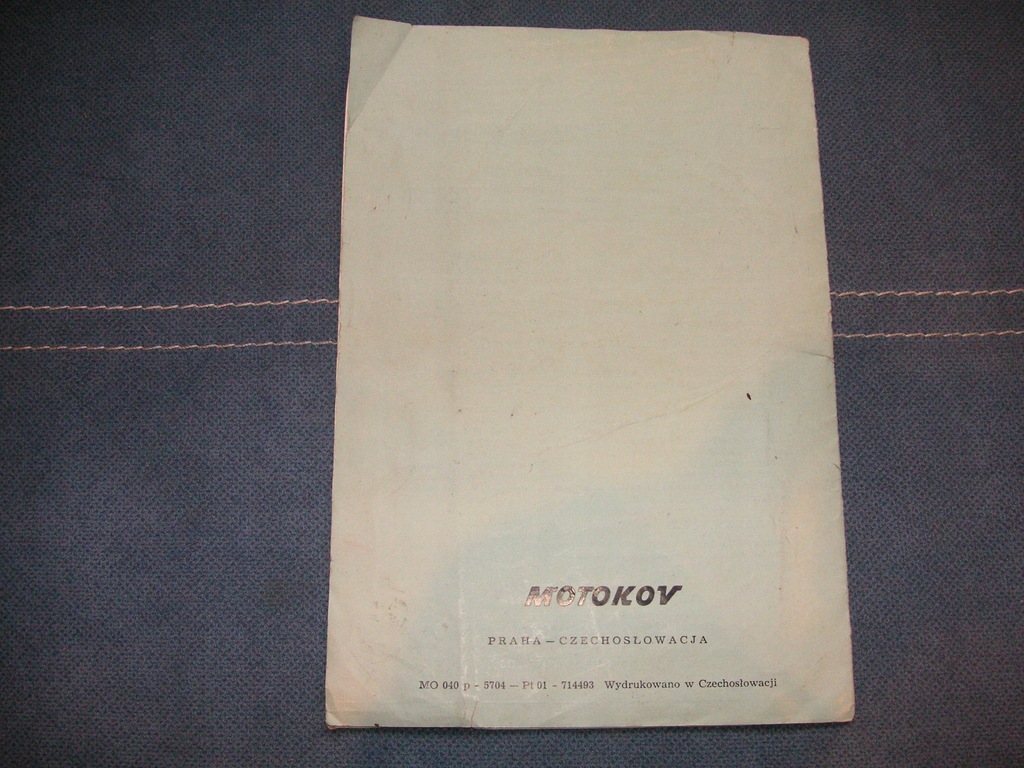 MOTOKOV
PRAHA – CZECHOSŁOWACJA
MO 040 p - 5704 — Pt 01 - 714493 Wydrukowano w Czechosłowacji